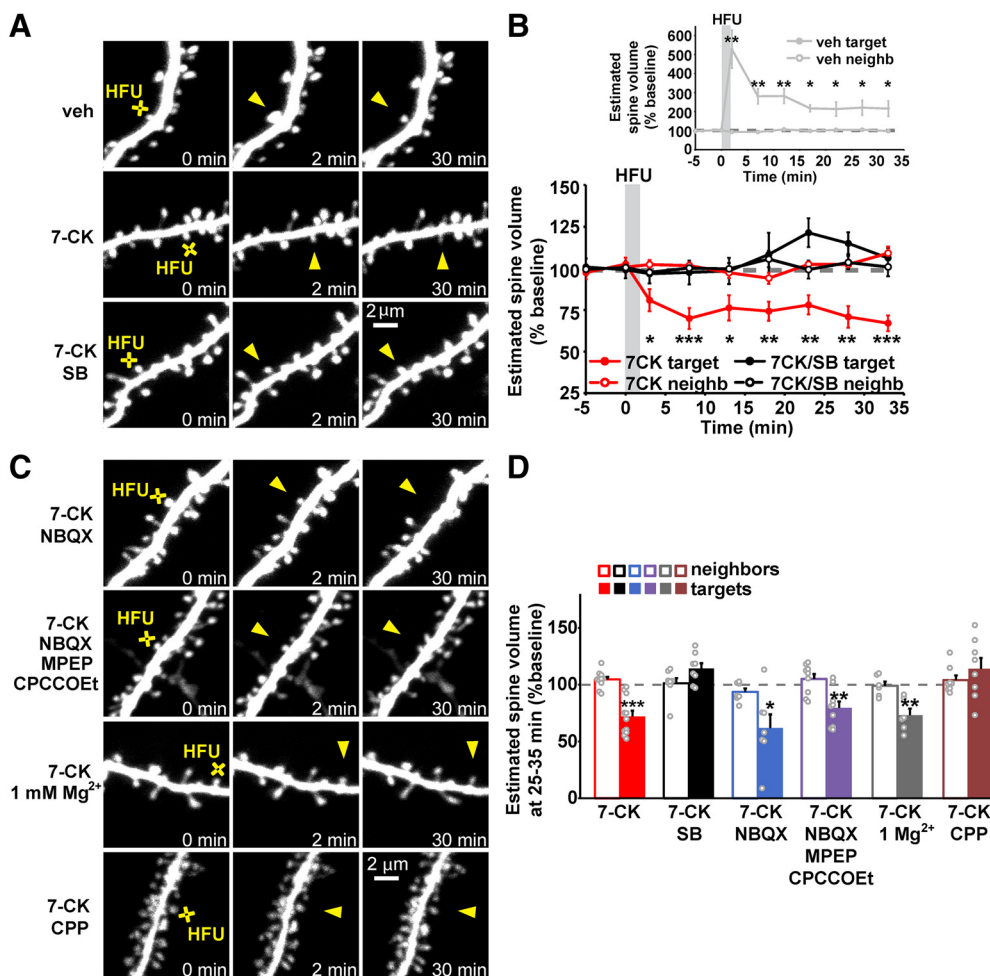 A
veh
HFU
0 min
2 min
30 min
7-CK
HFU
0 min
2 min
30 min
7-CK
SB
HFU
2 µm
0 min
2 min
30 min
B
HFU
veh target
veh neighb
Estimated
spine volume
(% baseline)
600
500
400
300
200
100
0
** ** ** * * * *
-5 0 5 10 15 20 25 30 35
Time (min)
HFU
Estimated spine volume
(% baseline)
150
125
100
75
50
25
* *** * ** ** ** ***
7CK target
7CK/SB target
7CK neighb
7CK/SB neighb
-5 0 5 10 15 20 25 30 35
Time (min)
C
7-CK
NBQX
HFU
0 min
2 min
30 min
7-CK
NBQX
MPEP
CPCCOEt
HFU
0 min
2 min
30 min
7-CK
1 mM Mg²⁺
HFU
0 min
2 min
30 min
7-CK
CPP
HFU
2 µm
0 min
2 min
30 min
D
neighbors
targets
Estimated spine volume
at 25-35 min (%baseline)
150
100
50
0
*** * ** **
7-CK
7-CK
SB
7-CK
NBQX
7-CK
NBQX
MPEP
CPCCOEt
7-CK
1 Mg²⁺
7-CK
CPP